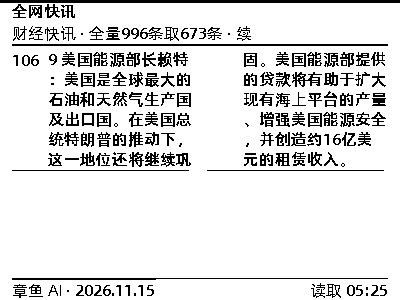 全网快讯
财经快讯 · 全量996条取673条 · 续
106 9 美国能源部长赖特
：美国是全球最大的
石油和天然气生产国
及出口国。在美国总
统特朗普的推动下，
这一地位还将继续巩
固。美国能源部提供
的贷款将有助于扩大
现有海上平台的产量
、增强美国能源安全
，并创造约16亿美
元的租赁收入。
章鱼 AI · 2026.11.15
读取 05:25